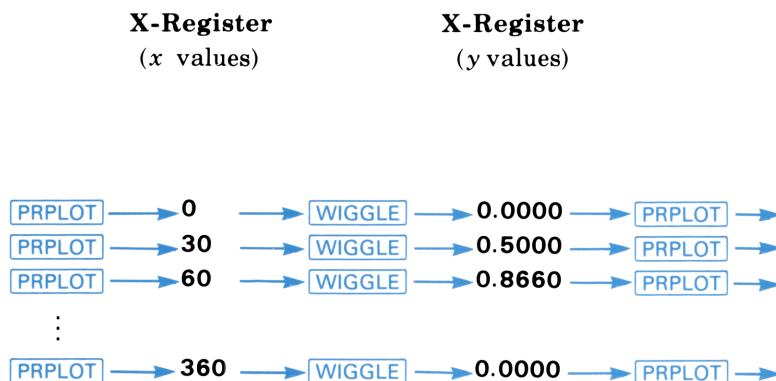 X-Register X-Register
(x values) (y values)
PRPLOT 0 WIGGLE 0.0000 PRPLOT
PRPLOT 30 WIGGLE 0.5000 PRPLOT
PRPLOT 60 WIGGLE 0.8660 PRPLOT
⋮
PRPLOT 360 WIGGLE 0.0000 PRPLOT